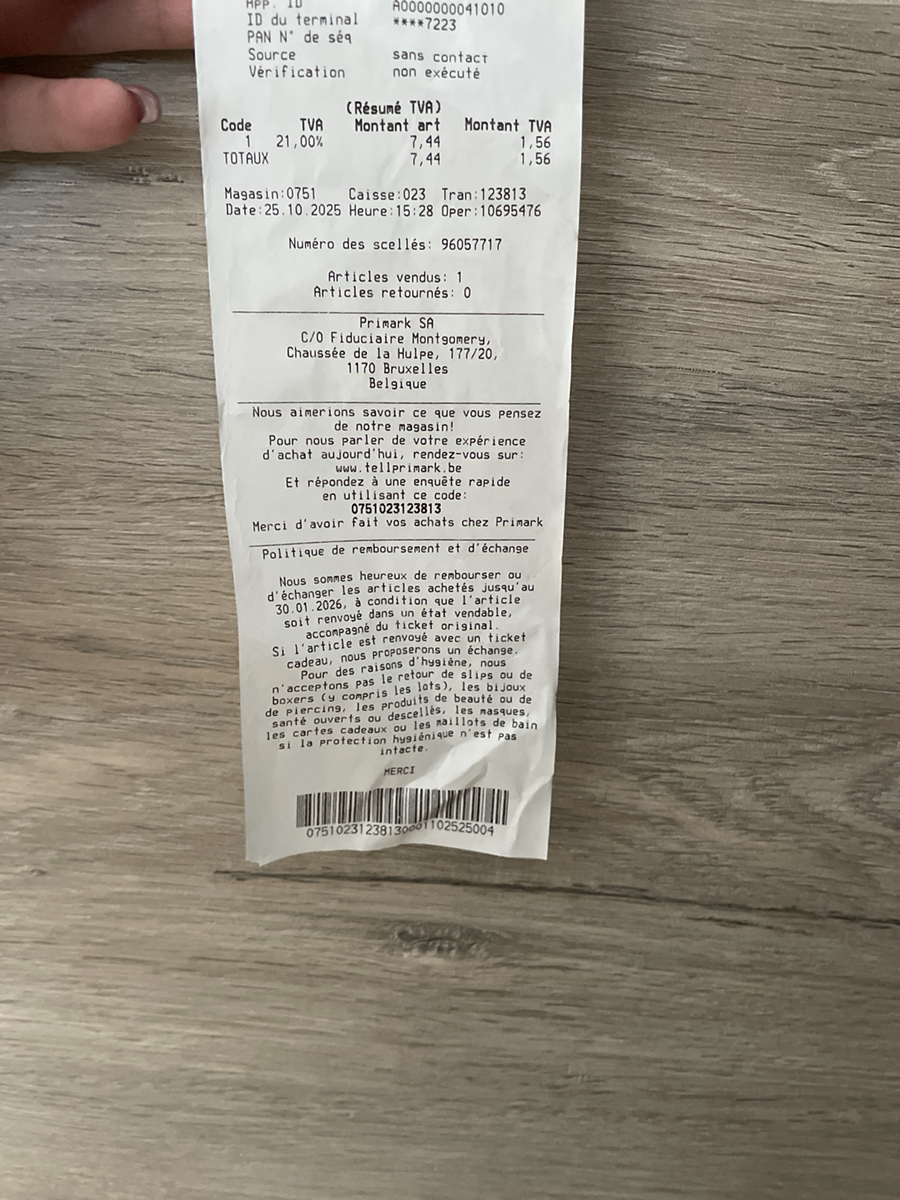 APP. ID A0000000041010
ID du terminal ****7223
PAN N° de séq
Source sans contact
Vérification non exécuté
(Résumé TVA)
Code TVA Montant art Montant TVA
1 21,00% 7,44 1,56
TOTAUX 7,44 1,56
Magasin:0751 Caisse:023 Tran:123813
Date:25.10.2025 Heure:15:28 Oper:10695476
Numéro des scellés: 96057717
Articles vendus: 1
Articles retournés: 0
Primark SA
C/O Fiduciaire Montgomery,
Chaussée de la Hulpe, 177/20,
1170 Bruxelles
Belgique
Nous aimerions savoir ce que vous pensez
de notre magasin!
Pour nous parler de votre expérience
d'achat aujourd'hui, rendez-vous sur:
www.tellprimark.be
Et répondez à une enquête rapide
en utilisant ce code:
0751023123813
Merci d'avoir fait vos achats chez Primark
Politique de remboursement et d'échange
Nous sommes heureux de rembourser ou
d'échanger les articles achetés jusqu'au
30.01.2026, à condition que l'article
soit renvoyé dans un état vendable,
accompagné du ticket original.
Si l'article est renvoyé avec un ticket
cadeau, nous proposerons un échange.
Pour des raisons d'hygiène, nous
n'acceptons pas le retour de slips ou de
boxers (y compris les lots), les bijoux
de piercing, les produits de beauté ou de
santé ouverts ou descellés, les masques,
les cartes cadeaux ou les maillots de bain
si la protection hygiénique n'est pas
intacte.
MERCI
07510231238130001102525004